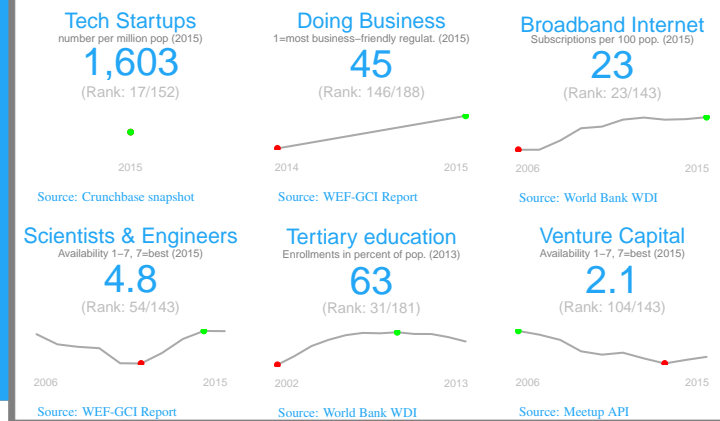 Tech Startups
number per million pop (2015)
1,603
(Rank: 17/152)
2015
Source: Crunchbase snapshot
Doing Business
1=most business−friendly regulat. (2015)
45
(Rank: 146/188)
2014 2015
Source: WEF-GCI Report
Broadband Internet
Subscriptions per 100 pop. (2015)
23
(Rank: 23/143)
2006 2015
Source: World Bank WDI
Scientists & Engineers
Availability 1−7, 7=best (2015)
4.8
(Rank: 54/143)
2006 2015
Source: WEF-GCI Report
Tertiary education
Enrollments in percent of pop. (2013)
63
(Rank: 31/181)
2002 2013
Source: World Bank WDI
Venture Capital
Availability 1−7, 7=best (2015)
2.1
(Rank: 104/143)
2006 2015
Source: Meetup API